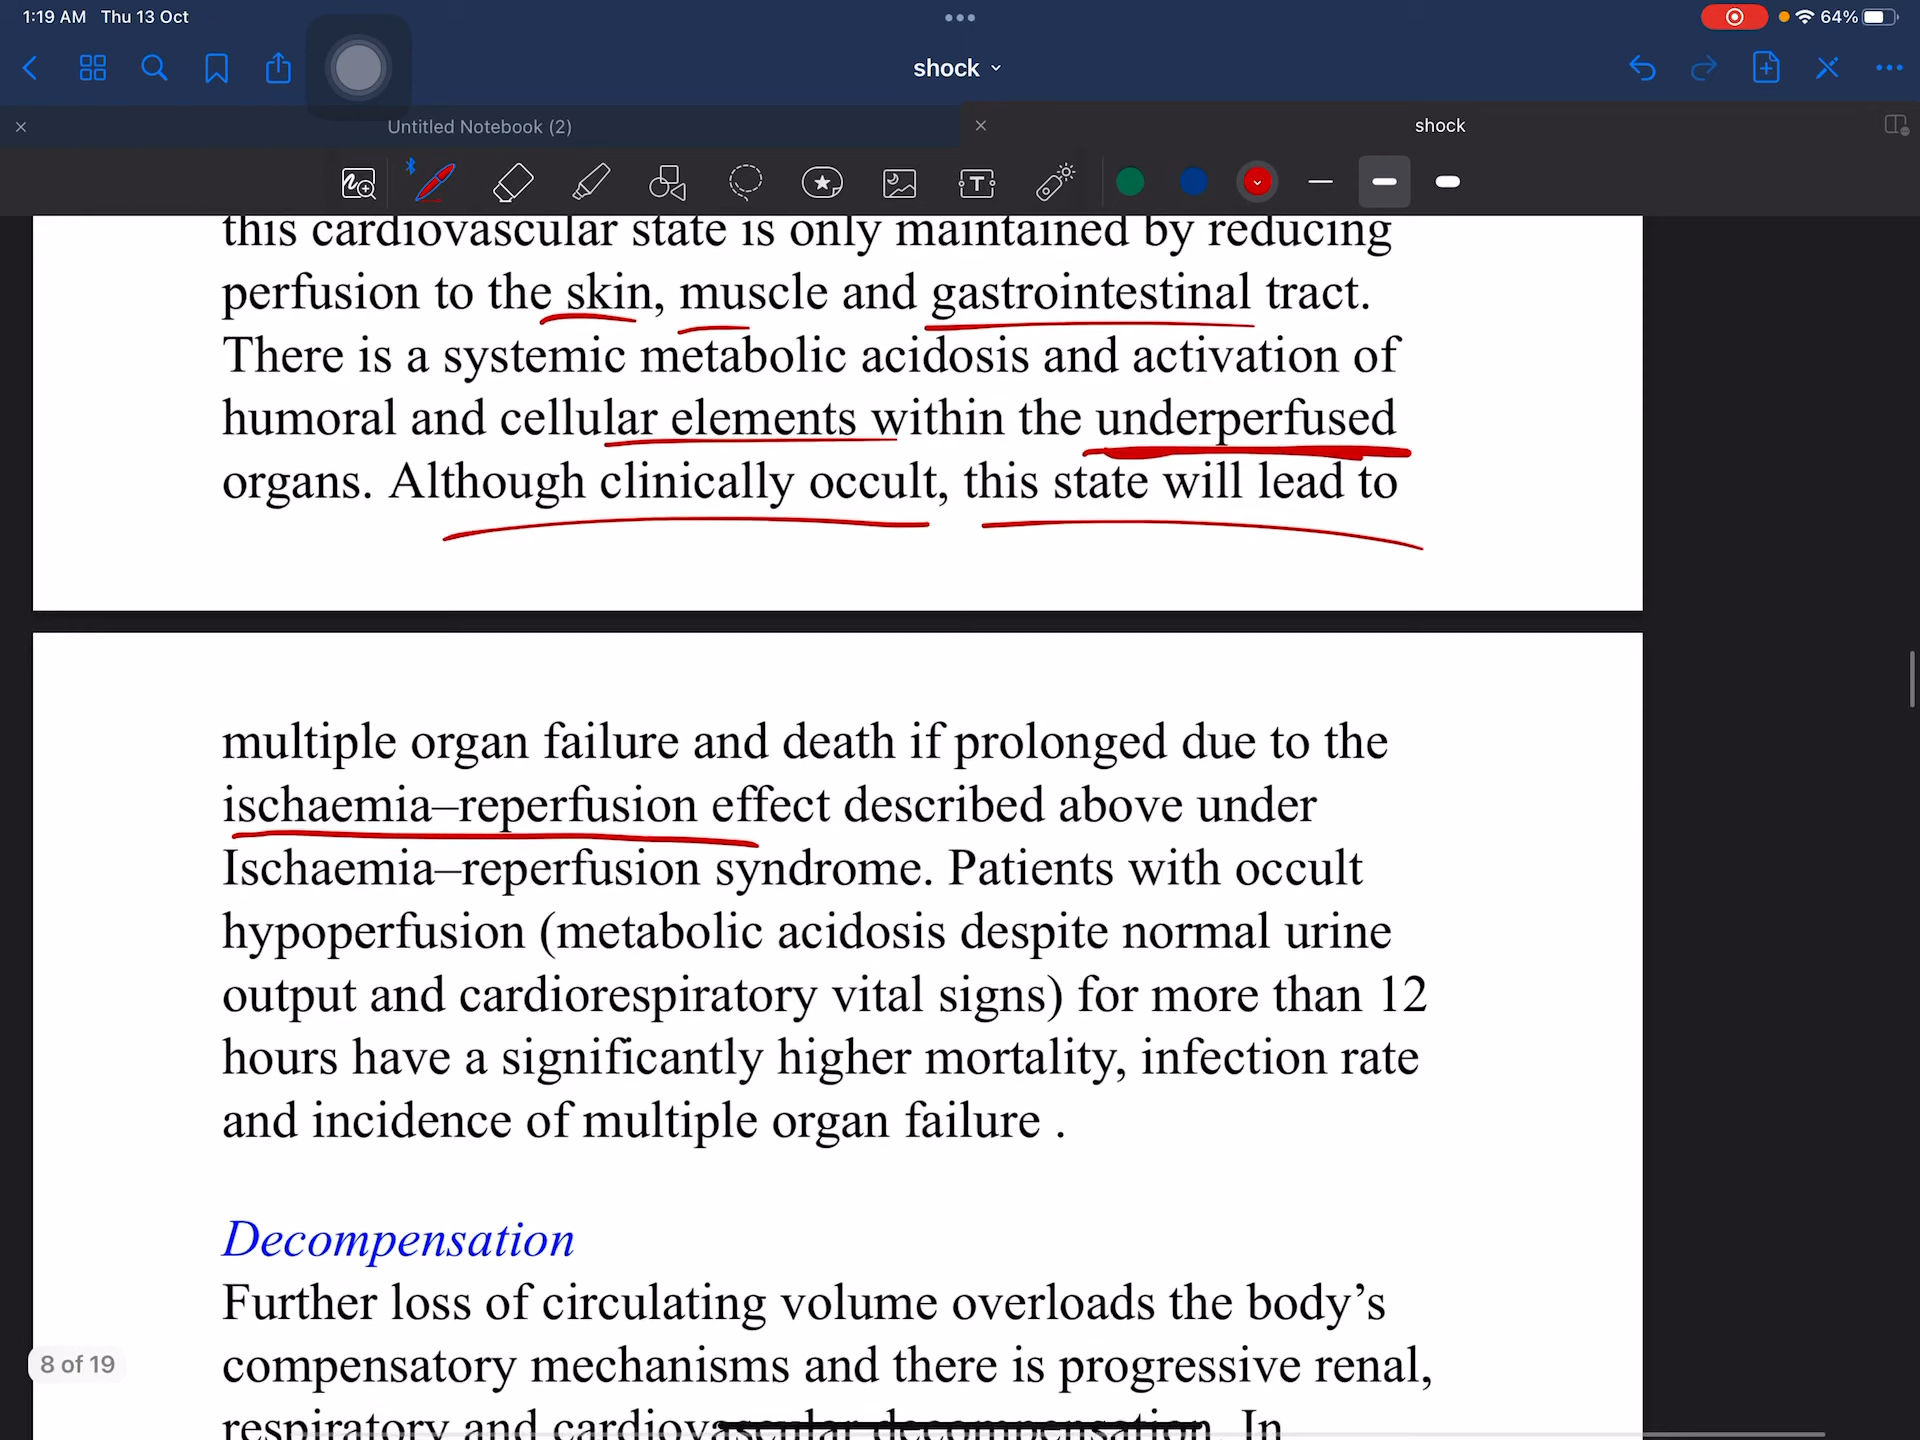 1:19 AM Thu 13 Oct
64%
shock
Untitled Notebook (2)
shock
this cardiovascular state is only maintained by reducing
perfusion to the skin, muscle and gastrointestinal tract.
There is a systemic metabolic acidosis and activation of
humoral and cellular elements within the underperfused
organs. Although clinically occult, this state will lead to
multiple organ failure and death if prolonged due to the
ischaemia–reperfusion effect described above under
Ischaemia–reperfusion syndrome. Patients with occult
hypoperfusion (metabolic acidosis despite normal urine
output and cardiorespiratory vital signs) for more than 12
hours have a significantly higher mortality, infection rate
and incidence of multiple organ failure .
Decompensation
Further loss of circulating volume overloads the body’s
compensatory mechanisms and there is progressive renal,
respiratory and cardiovascular decompensation. In
8 of 19